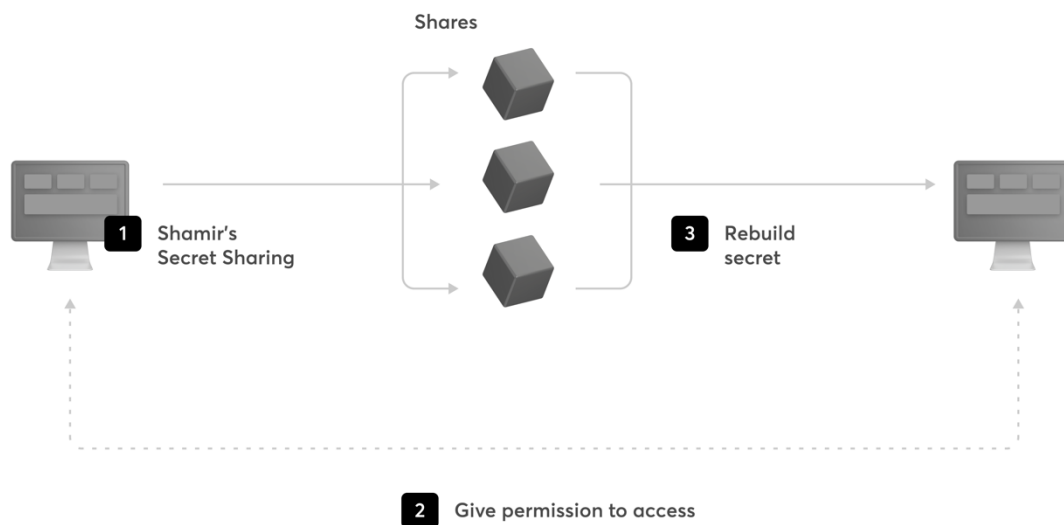 Shares
1
Shamir's
Secret Sharing
3
Rebuild
secret
2
Give permission to access